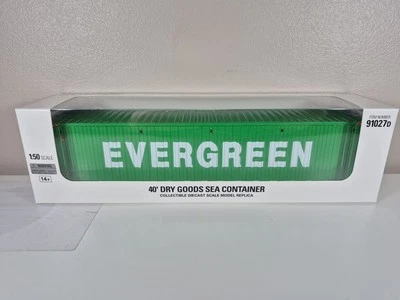 ITEM NUMBER
91027D
EVERGREEN
1:50 SCALE
14+
40' DRY GOODS SEA CONTAINER
COLLECTIBLE DIECAST SCALE MODEL REPLICA